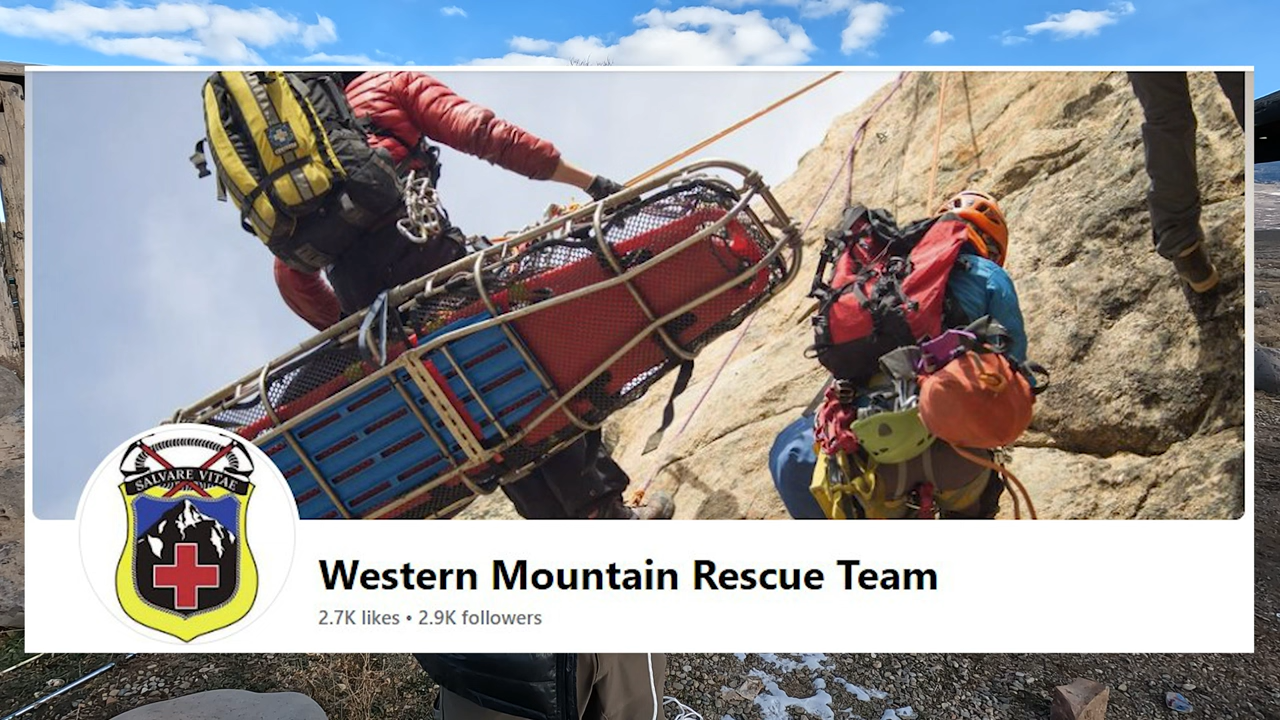 SALVARE VITAE
Western Mountain Rescue Team
2.7K likes • 2.9K followers